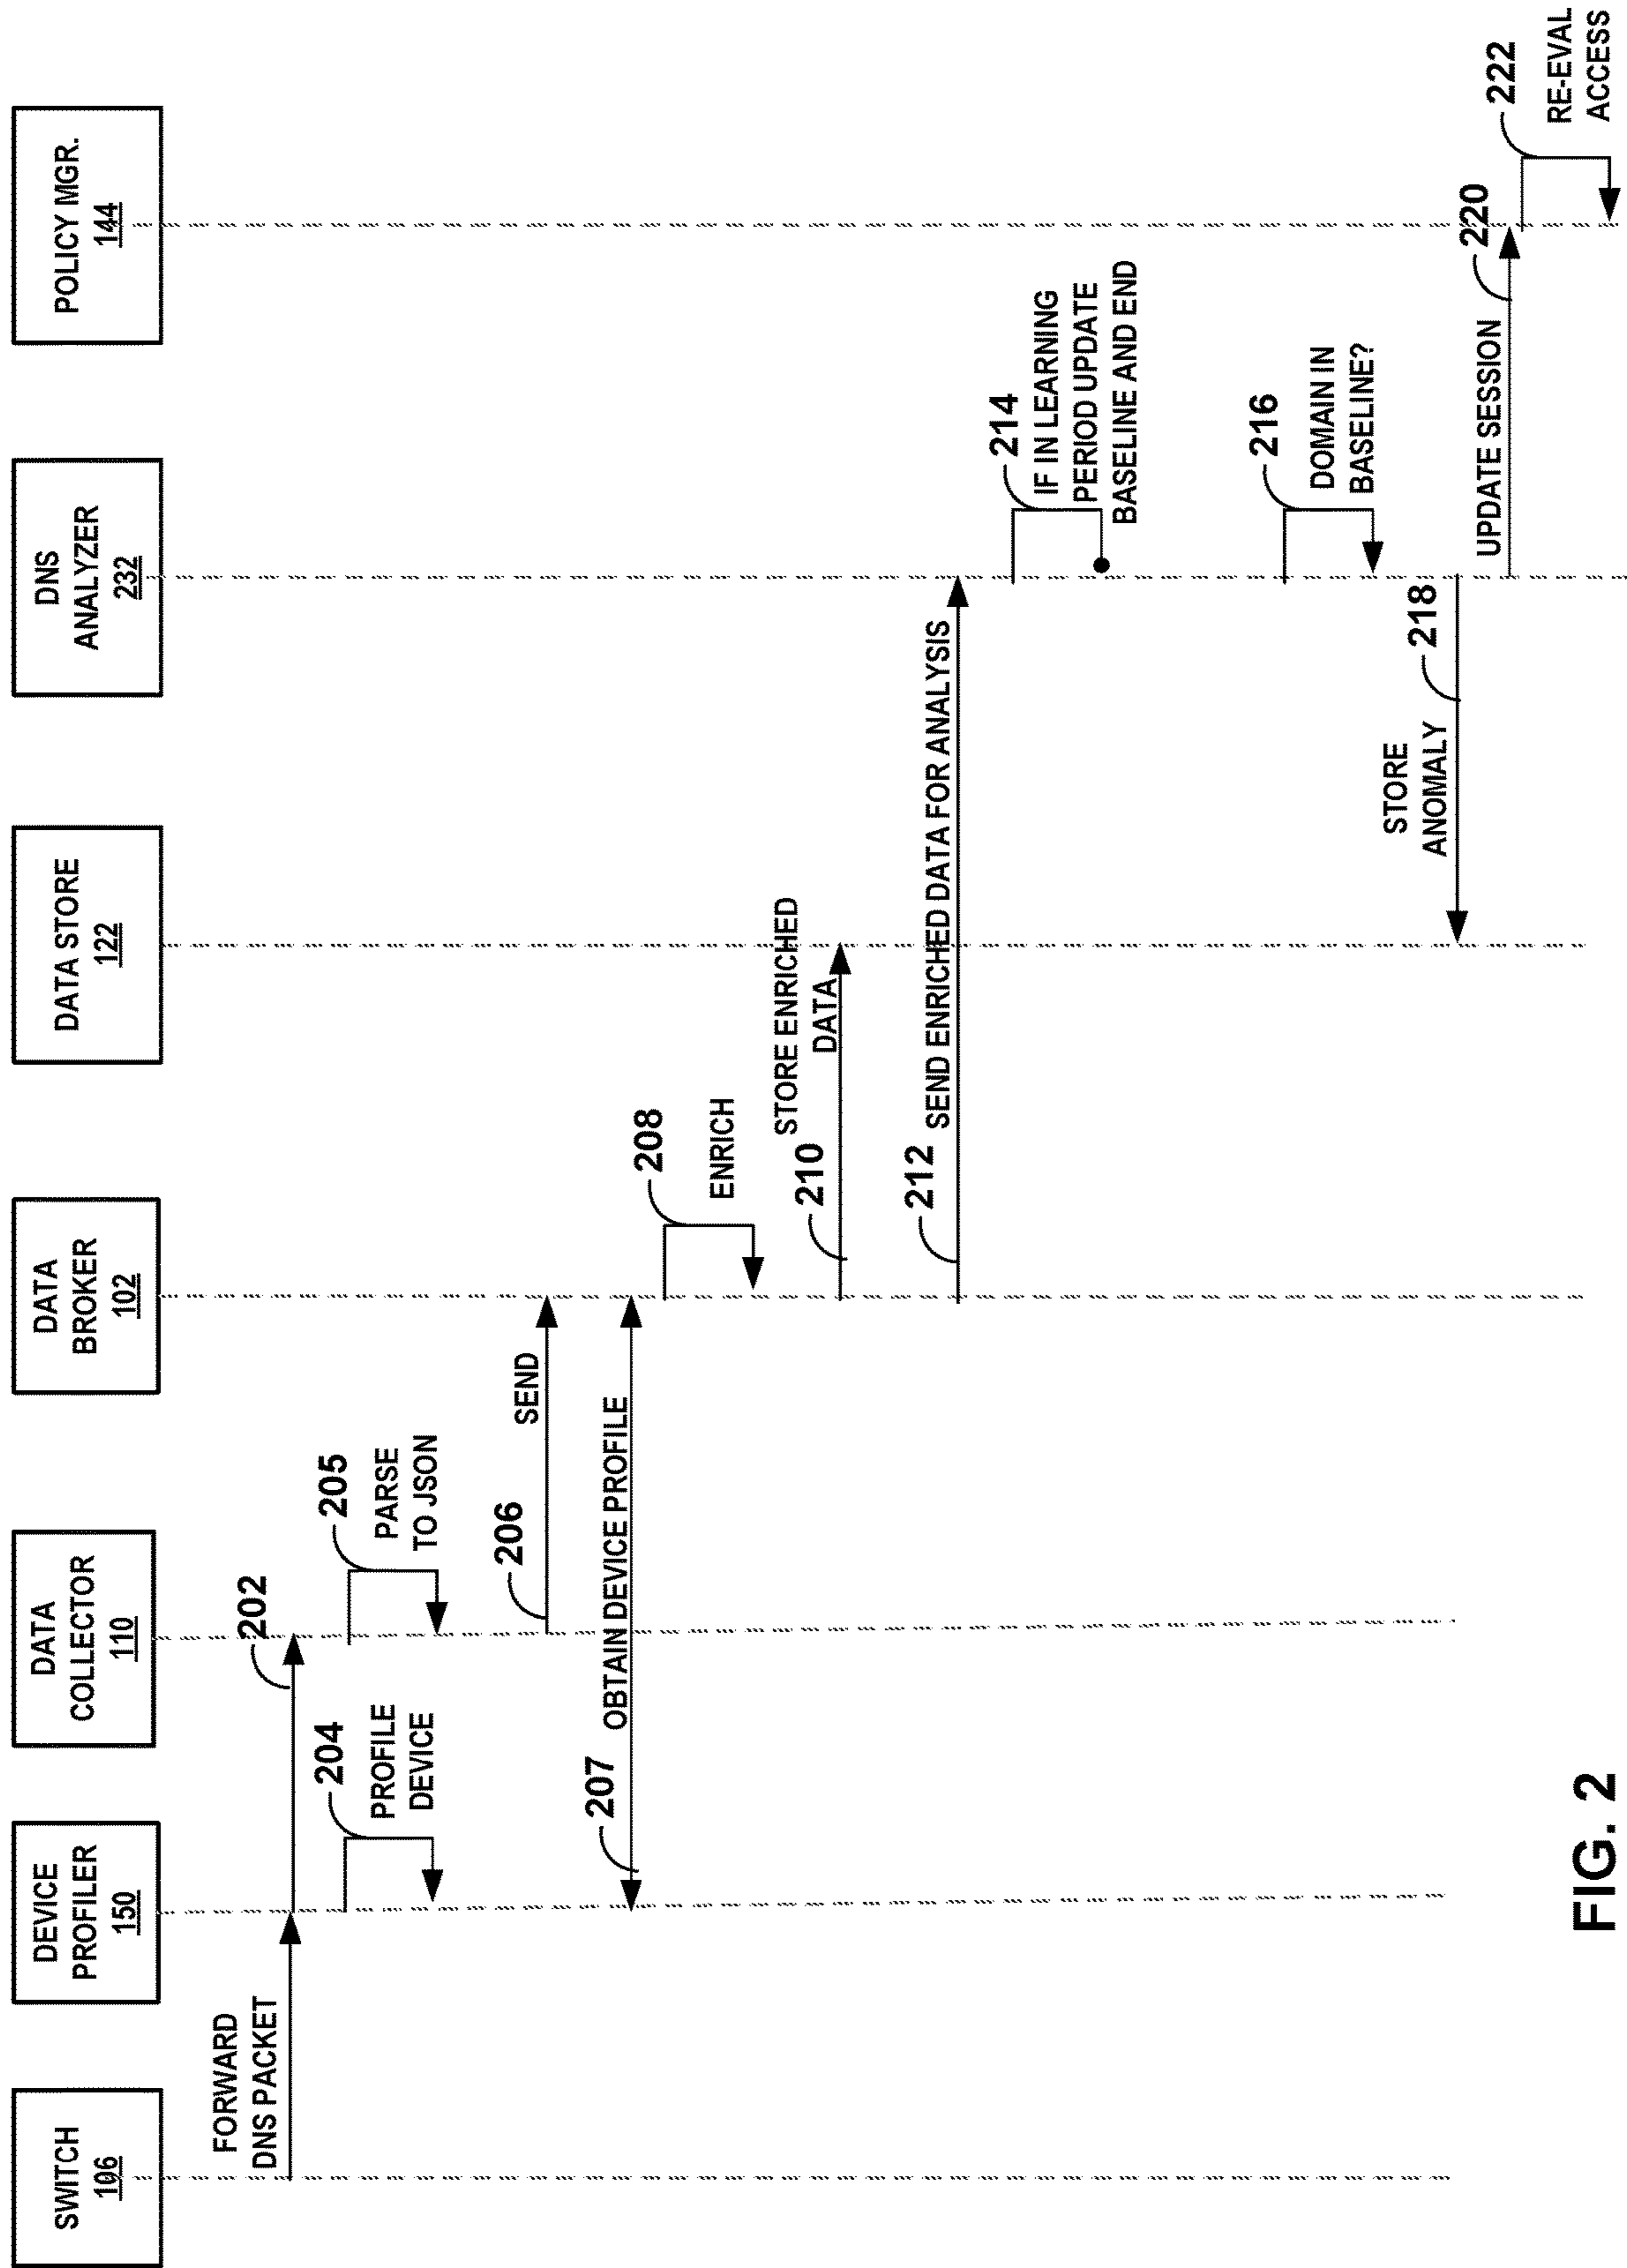 SWITCH
106
DEVICE
PROFILER
150
DATA
COLLECTOR
110
DATA
BROKER
102
DATA STORE
122
DNS
ANALYZER
232
POLICY MGR.
144
FORWARD
DNS PACKET
202
204
PROFILE
DEVICE
205
PARSE
TO JSON
206
SEND
207
OBTAIN DEVICE PROFILE
208
ENRICH
STORE ENRICHED
DATA
210
212
SEND ENRICHED DATA FOR ANALYSIS
214
IF IN LEARNING
PERIOD UPDATE
BASELINE AND END
216
DOMAIN IN
BASELINE?
STORE
ANOMALY
218
UPDATE SESSION
220
222
RE-EVAL
ACCESS
FIG. 2